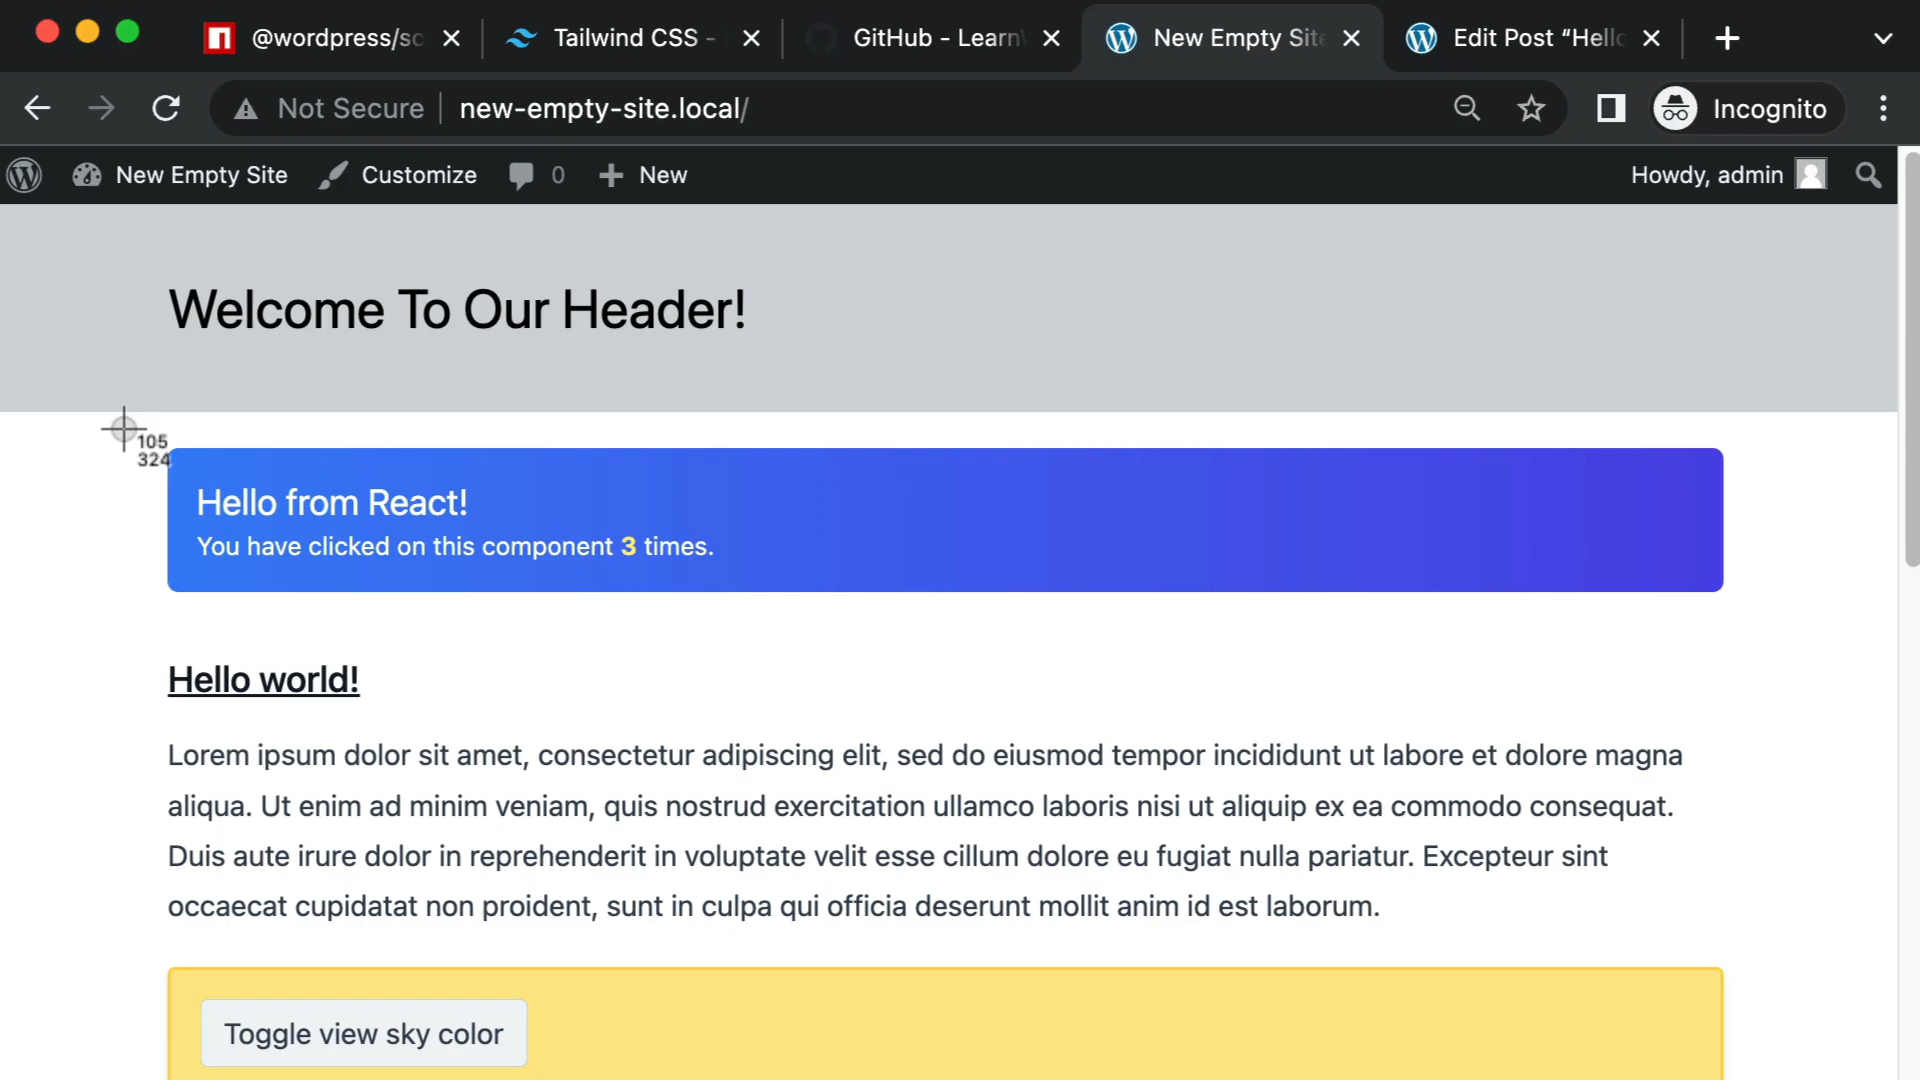 @wordpress/sc
Tailwind CSS -
GitHub - Learn
New Empty Site
Edit Post “Hello
Not Secure
new-empty-site.local/
Incognito
New Empty Site
Customize
0
New
Howdy, admin
Welcome To Our Header!
105
324
Hello from React!
You have clicked on this component 3 times.
Hello world!
Lorem ipsum dolor sit amet, consectetur adipiscing elit, sed do eiusmod tempor incididunt ut labore et dolore magna
aliqua. Ut enim ad minim veniam, quis nostrud exercitation ullamco laboris nisi ut aliquip ex ea commodo consequat.
Duis aute irure dolor in reprehenderit in voluptate velit esse cillum dolore eu fugiat nulla pariatur. Excepteur sint
occaecat cupidatat non proident, sunt in culpa qui officia deserunt mollit anim id est laborum.
Toggle view sky color